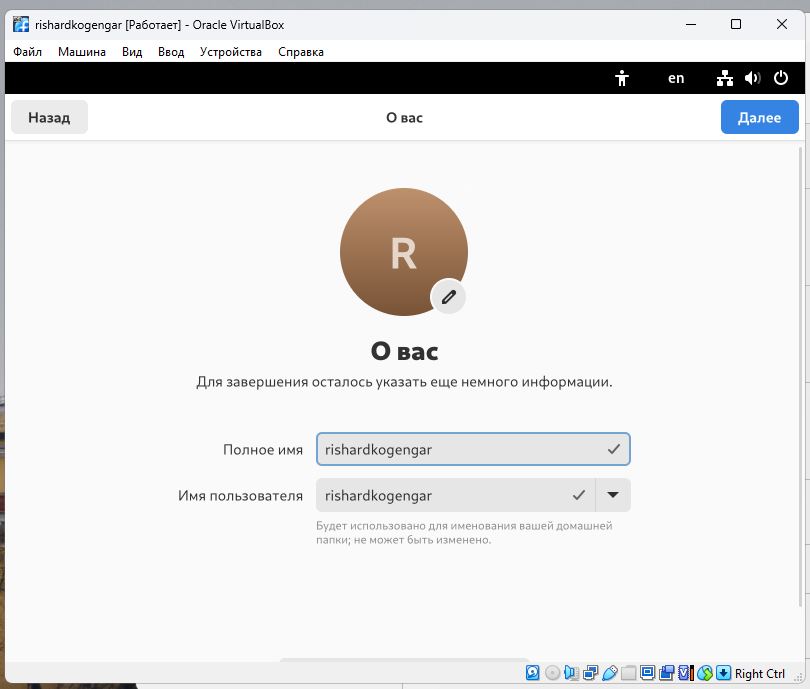 rishardkogengar [Работает] - Oracle VirtualBox
Файл Машина Вид Ввод Устройства Справка
en
Назад О вас Далее
R
О вас
Для завершения осталось указать еще немного информации.
Полное имя rishardkogengar
Имя пользователя rishardkogengar
Будет использовано для именования вашей домашней
папки; не может быть изменено.
Right Ctrl